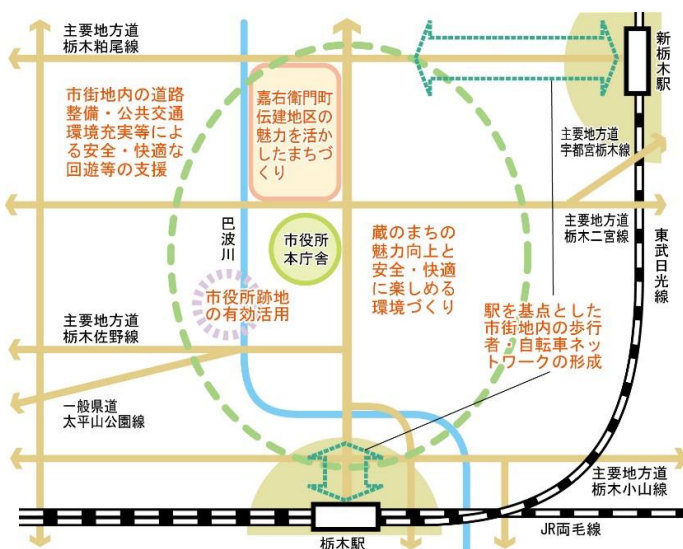 主要地方道
栃木粕尾線
新栃木駅
市街地内の道路
整備・公共交通
環境充実等によ
る安全・快適な
回遊等の支援
嘉右衛門町
伝建地区の
魅力を活か
したまちづ
くり
主要地方道
宇都宮栃木線
巴波川
市役所
本庁舎
蔵のまちの
魅力向上と
安全・快適
に楽しめる
環境づくり
主要地方道
栃木二宮線
東武日光線
市役所跡地
の有効活用
駅を基点とした
市街地内の歩行
者・自転車ネッ
トワークの形成
主要地方道
栃木佐野線
一般県道
太平山公園線
主要地方道
栃木小山線
JR両毛線
栃木駅